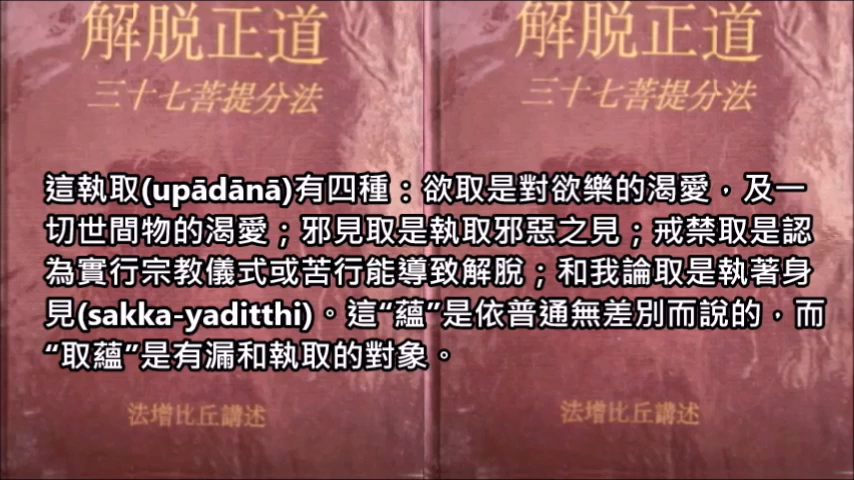 解脱正道
三十七菩提分法
解脱正道
三十七菩提分法
這執取(upādānā)有四種：欲取是對欲樂的渴愛，及一
切世間物的渴愛；邪見取是執取邪惡之見；戒禁取是認
為實行宗教儀式或苦行能導致解脫；和我論取是執著身
見(sakka-yaditthi)。這“蘊”是依普通無差別而說的，而
“取蘊”是有漏和執取的對象。
法增比丘講述
法增比丘講述